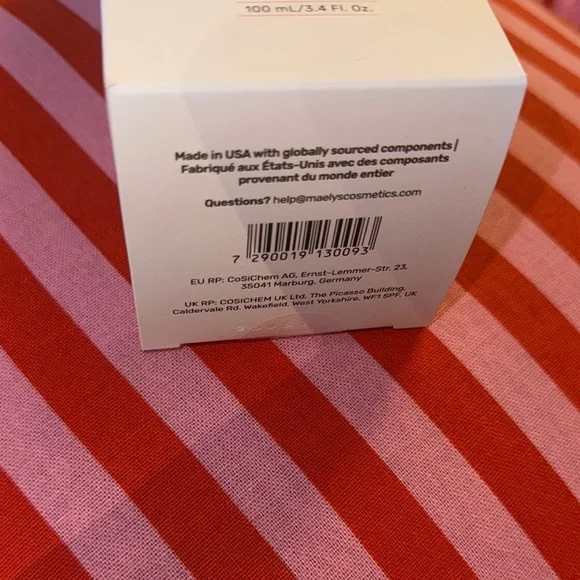 100 mL/3.4 Fl. Oz.
Made in USA with globally sourced components |
Fabriqué aux États-Unis avec des composants
provenant du monde entier
Questions? help@maelyscosmetics.com
7 290019 130093
EU RP: CoSiChem AG, Ernst-Lemmer-Str. 23,
35041 Marburg, Germany
UK RP: COSICHEM UK Ltd. The Picasso Building,
Caldervale Rd, Wakefield, West Yorkshire, WF1 5PF, UK